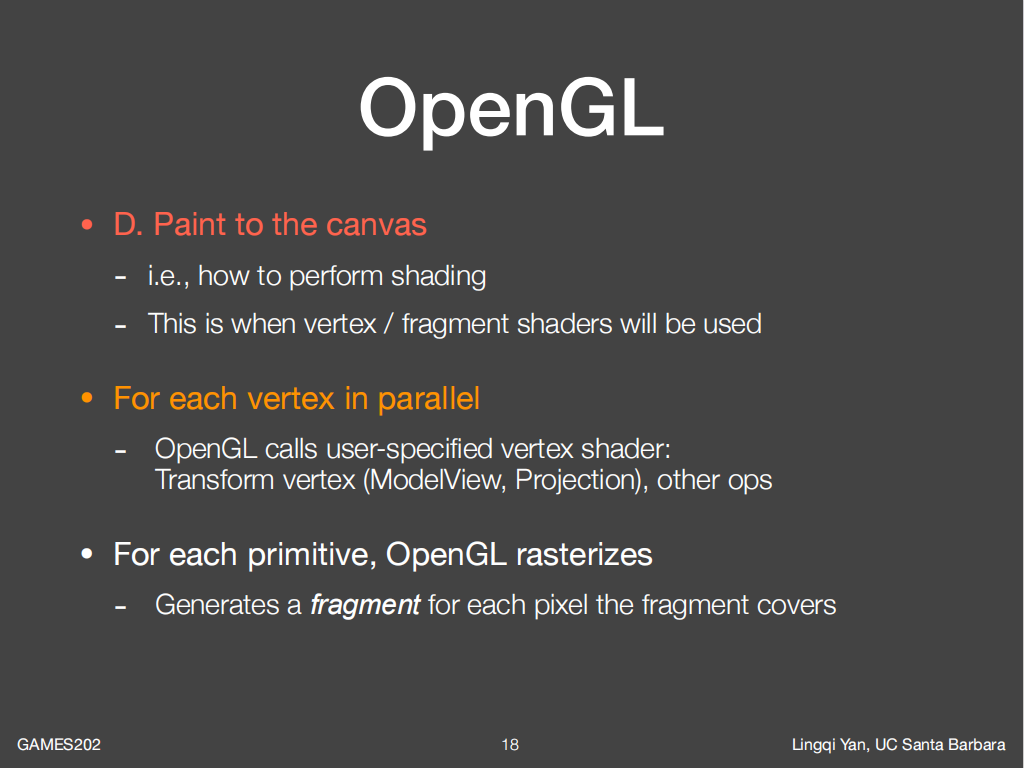 OpenGL
• D. Paint to the canvas
- i.e., how to perform shading
- This is when vertex / fragment shaders will be used
• For each vertex in parallel
- OpenGL calls user-specified vertex shader:
Transform vertex (ModelView, Projection), other ops
• For each primitive, OpenGL rasterizes
- Generates a fragment for each pixel the fragment covers
GAMES202 18 Lingqi Yan, UC Santa Barbara